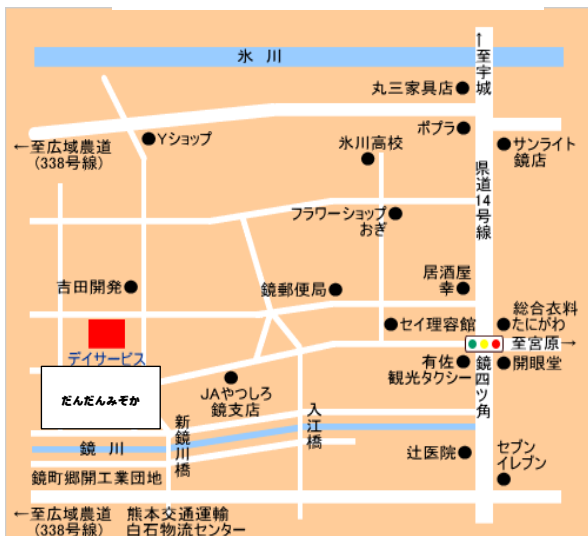 氷 川
↑至宇城
丸三家具店
ポプラ
Yショップ
氷川高校
サンライト
鏡店
←至広域農道
(338号線)
県道14号線
フラワーショップ
おぎ
居酒屋
幸
吉田開発
鏡郵便局
総合衣料
たにがわ
セイ理容館
至宮原→
デイサービス
だんだんみぞか
有佐
観光タクシー
開眼堂
鏡四ツ角
JAやつしろ
鏡支店
新鏡川橋
入江橋
鏡 川
辻医院
セブン
イレブン
鏡町郷開工業団地
←至広域農道
(338号線)
熊本交通運輸
白石物流センター